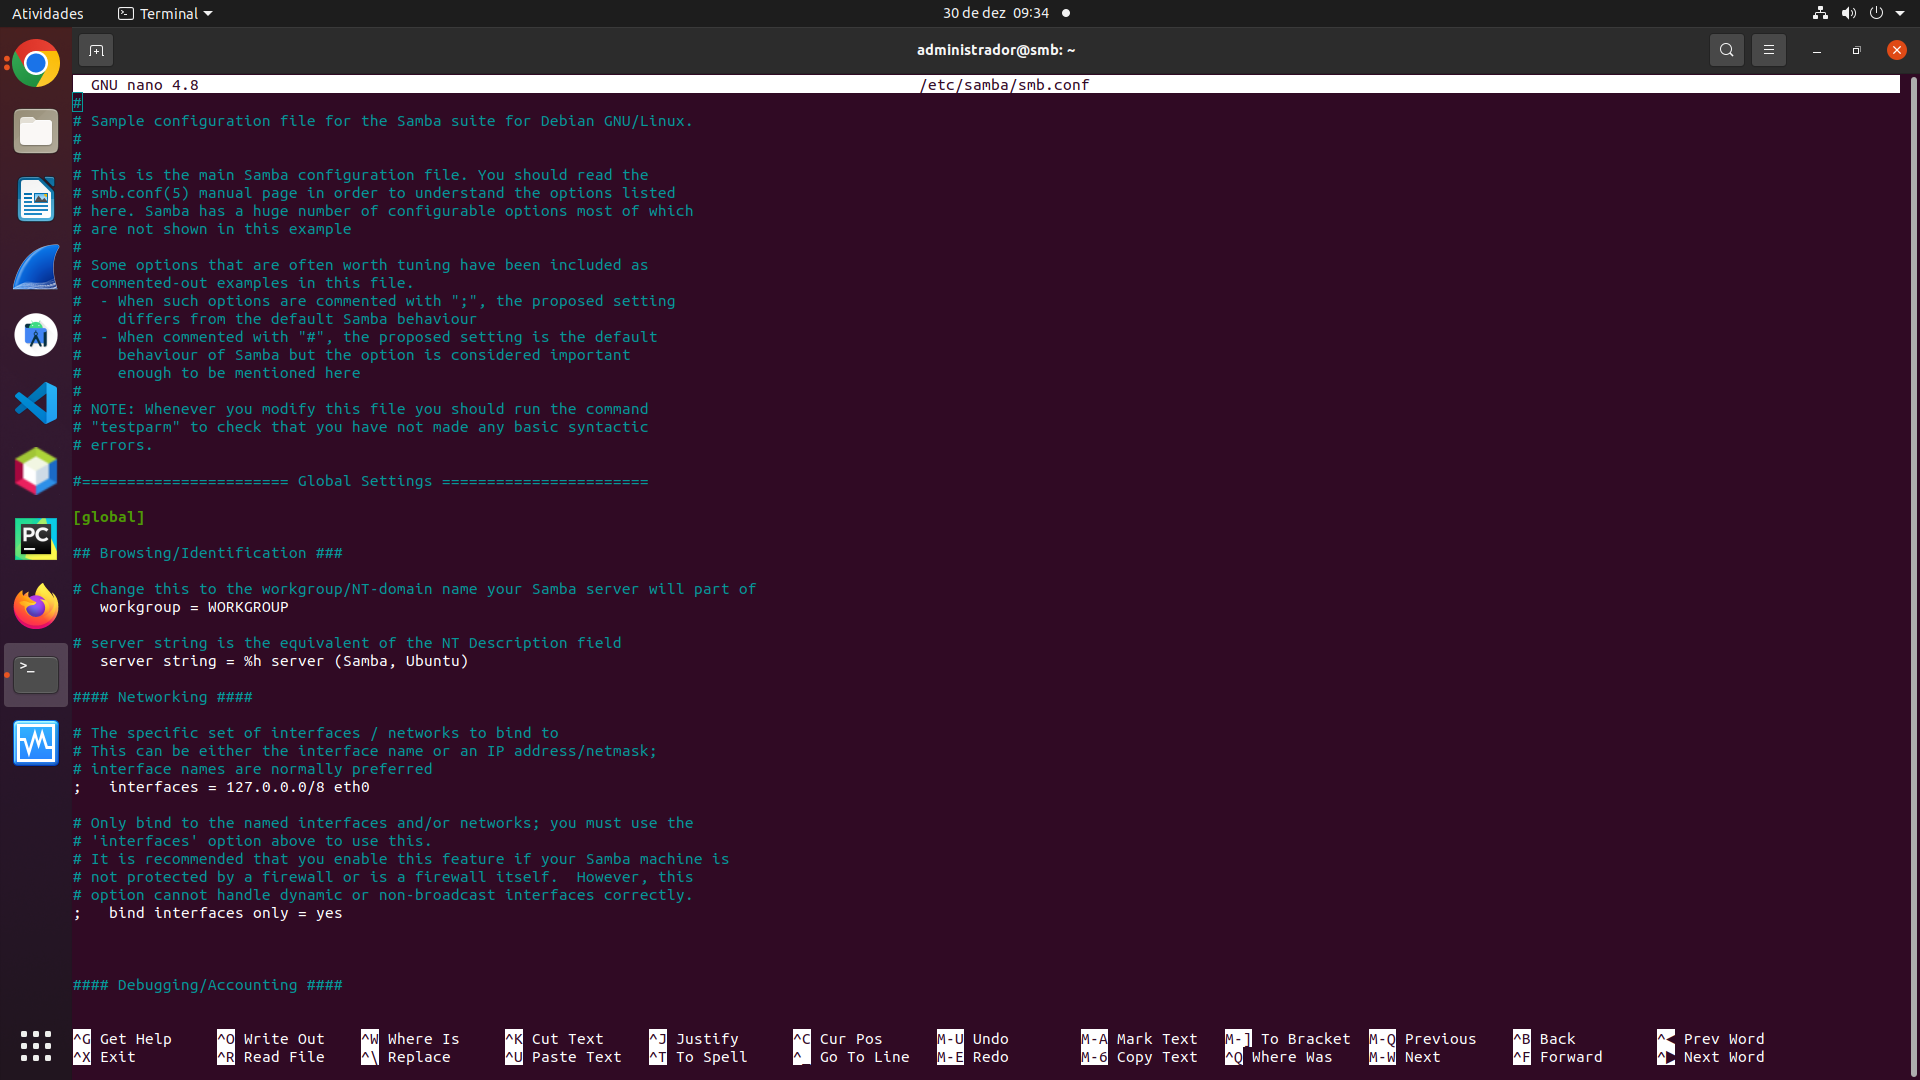 Atividades Terminal 30 de dez 09:34
administrador@smb: ~
GNU nano 4.8 /etc/samba/smb.conf
#
# Sample configuration file for the Samba suite for Debian GNU/Linux.
#
#
# This is the main Samba configuration file. You should read the
# smb.conf(5) manual page in order to understand the options listed
# here. Samba has a huge number of configurable options most of which
# are not shown in this example
#
# Some options that are often worth tuning have been included as
# commented-out examples in this file.
#  - When such options are commented with ";", the proposed setting
#    differs from the default Samba behaviour
#  - When commented with "#", the proposed setting is the default
#    behaviour of Samba but the option is considered important
#    enough to be mentioned here
#
# NOTE: Whenever you modify this file you should run the command
# "testparm" to check that you have not made any basic syntactic
# errors.
#======================= Global Settings =======================
[global]
## Browsing/Identification ###
# Change this to the workgroup/NT-domain name your Samba server will part of
   workgroup = WORKGROUP
# server string is the equivalent of the NT Description field
   server string = %h server (Samba, Ubuntu)
#### Networking ####
# The specific set of interfaces / networks to bind to
# This can be either the interface name or an IP address/netmask;
# interface names are normally preferred
;   interfaces = 127.0.0.0/8 eth0
# Only bind to the named interfaces and/or networks; you must use the
# 'interfaces' option above to use this.
# It is recommended that you enable this feature if your Samba machine is
# not protected by a firewall or is a firewall itself.  However, this
# option cannot handle dynamic or non-broadcast interfaces correctly.
;   bind interfaces only = yes
#### Debugging/Accounting ####
^G Get Help ^O Write Out ^W Where Is ^K Cut Text ^J Justify ^C Cur Pos M-U Undo M-A Mark Text M-] To Bracket M-Q Previous ^B Back ^◀ Prev Word
^X Exit ^R Read File ^\ Replace ^U Paste Text ^T To Spell ^_ Go To Line M-E Redo M-6 Copy Text ^Q Where Was M-W Next ^F Forward ^▶ Next Word
PC